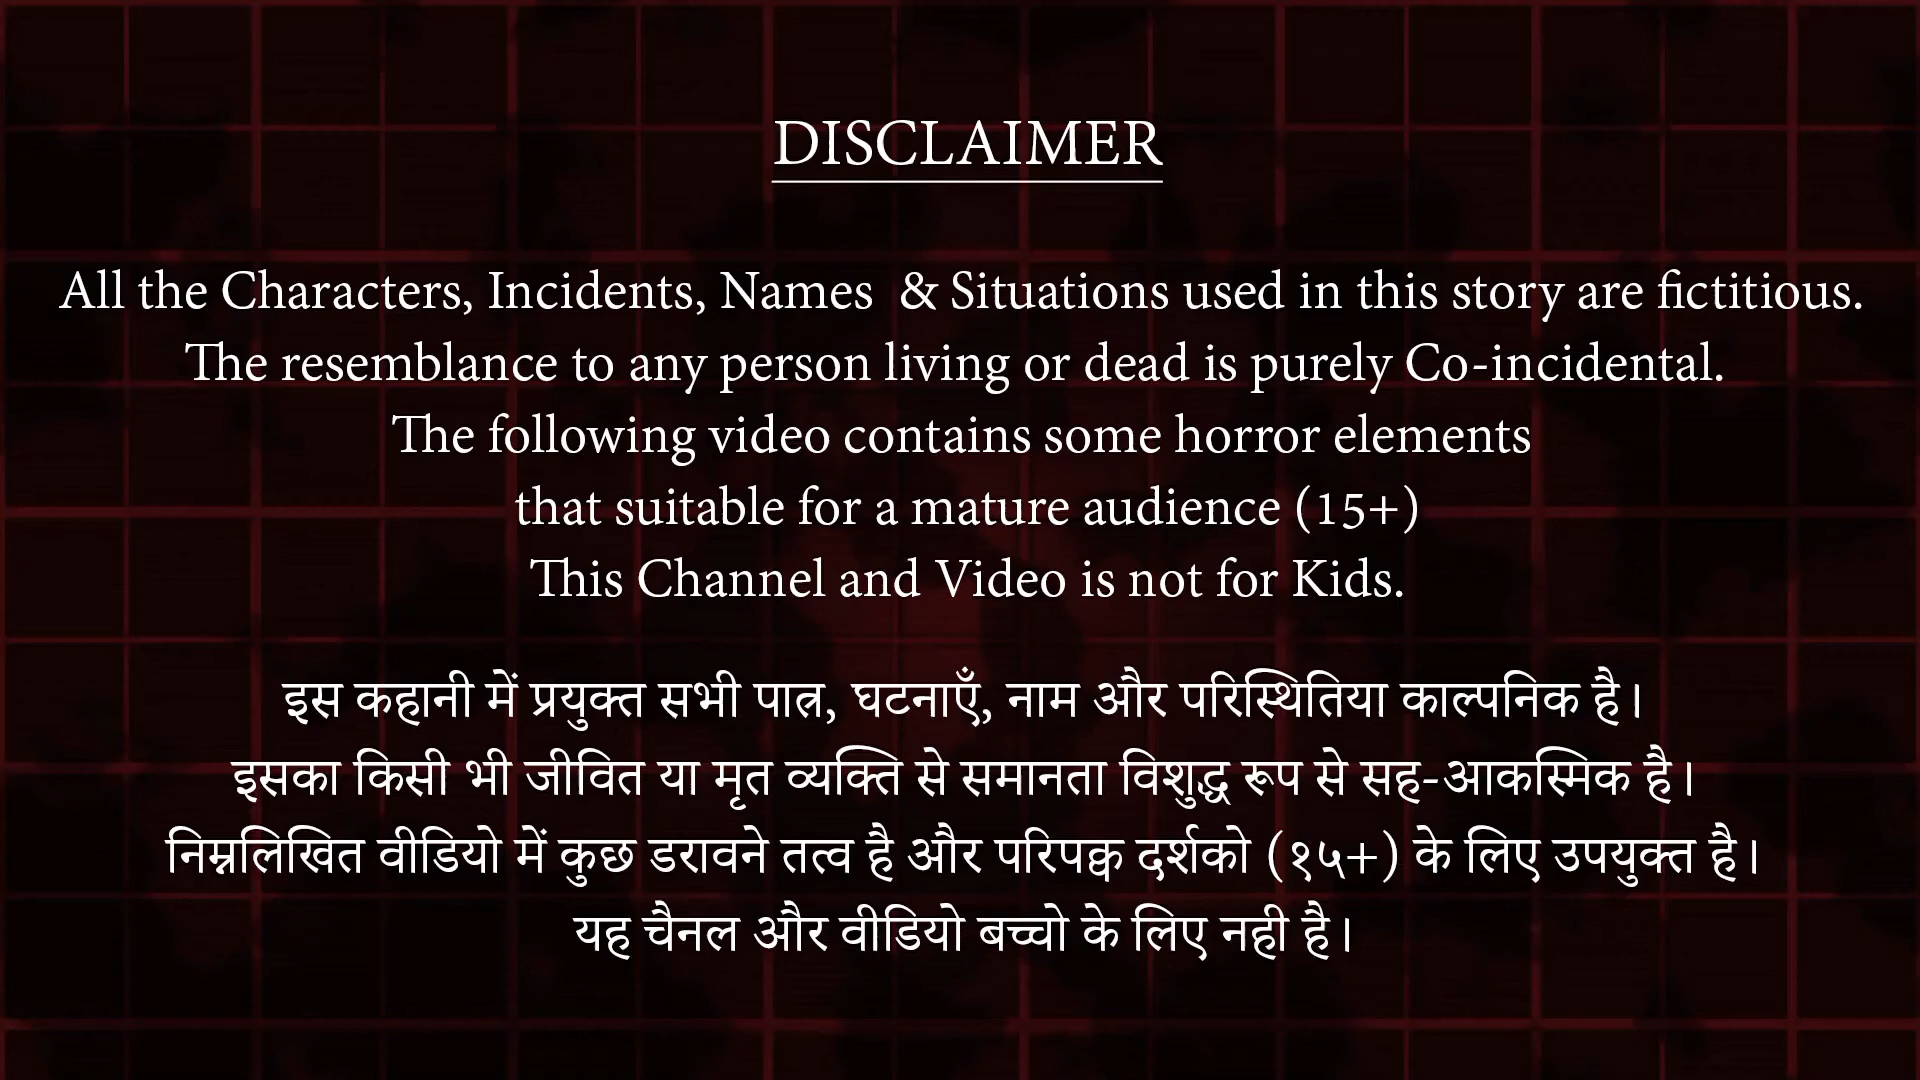 DISCLAIMER
All the Characters, Incidents, Names & Situations used in this story are fictitious.
The resemblance to any person living or dead is purely Co-incidental.
The following video contains some horror elements
that suitable for a mature audience (15+)
This Channel and Video is not for Kids.
इस कहानी में प्रयुक्त सभी पात्र, घटनाएँ, नाम और परिस्थितिया काल्पनिक है।
इसका किसी भी जीवित या मृत व्यक्ति से समानता विशुद्ध रूप से सह-आकस्मिक है।
निम्नलिखित वीडियो में कुछ डरावने तत्व है और परिपक्व दर्शको (१५+) के लिए उपयुक्त है।
यह चैनल और वीडियो बच्चो के लिए नही है।